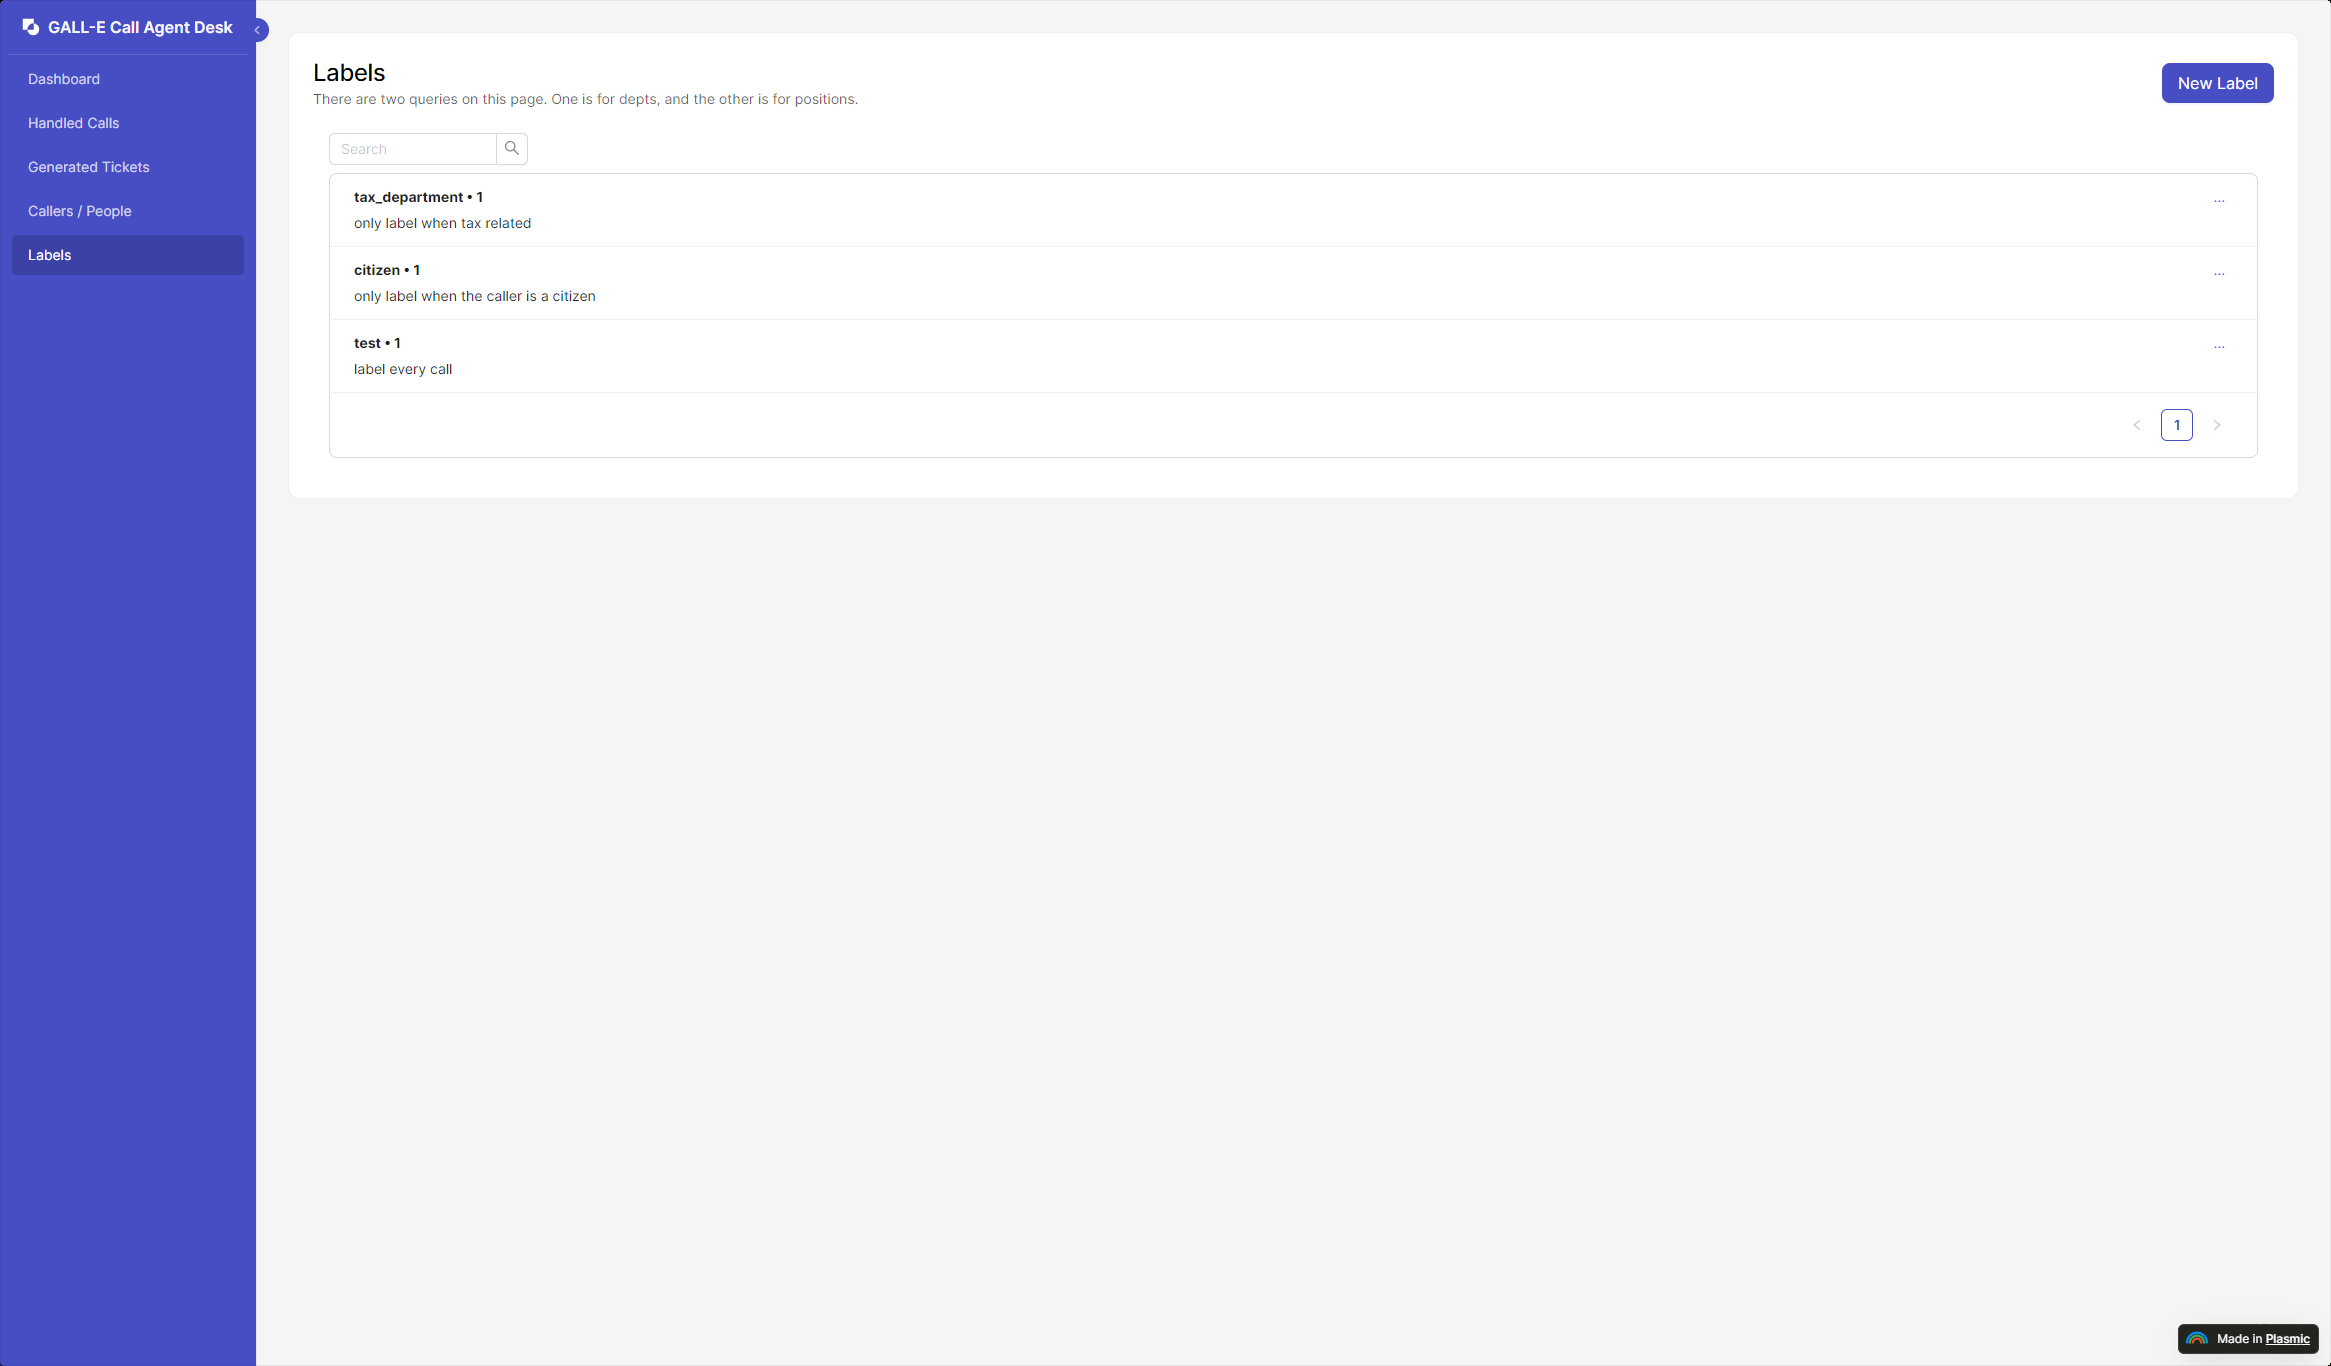 GALL-E Call Agent Desk
Dashboard
Handled Calls
Generated Tickets
Callers / People
Labels
Labels
There are two queries on this page. One is for depts, and the other is for positions.
New Label
Search
tax_department • 1
only label when tax related
...
citizen • 1
only label when the caller is a citizen
...
test • 1
label every call
...
< 1 >
Made in Plasmic